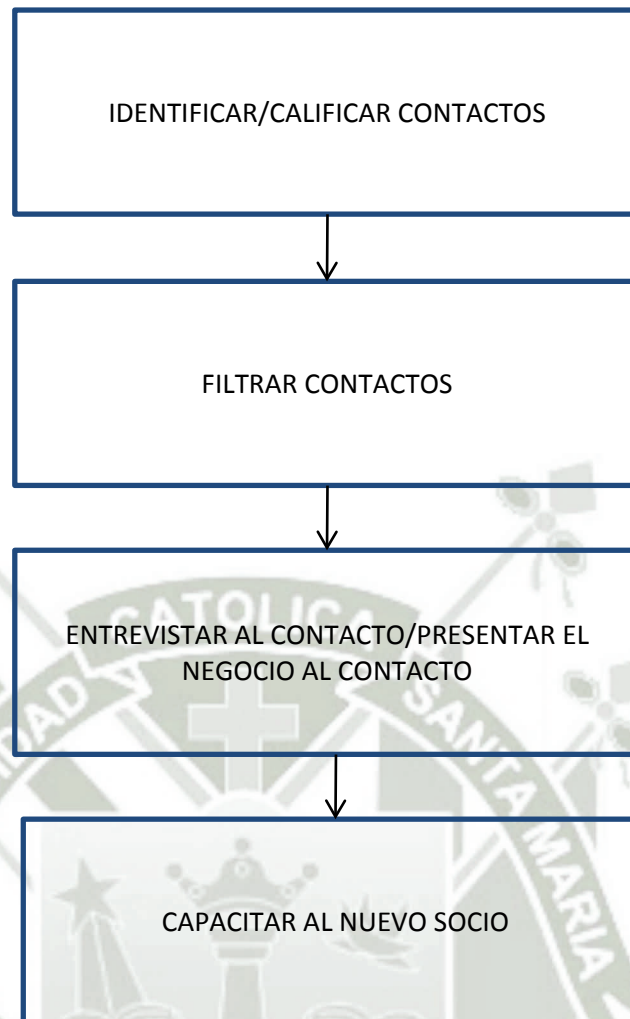 IDENTIFICAR/CALIFICAR CONTACTOS
FILTRAR CONTACTOS
ENTREVISTAR AL CONTACTO/PRESENTAR EL
NEGOCIO AL CONTACTO
CAPACITAR AL NUEVO SOCIO
CATOLICA
SANTA MARIA